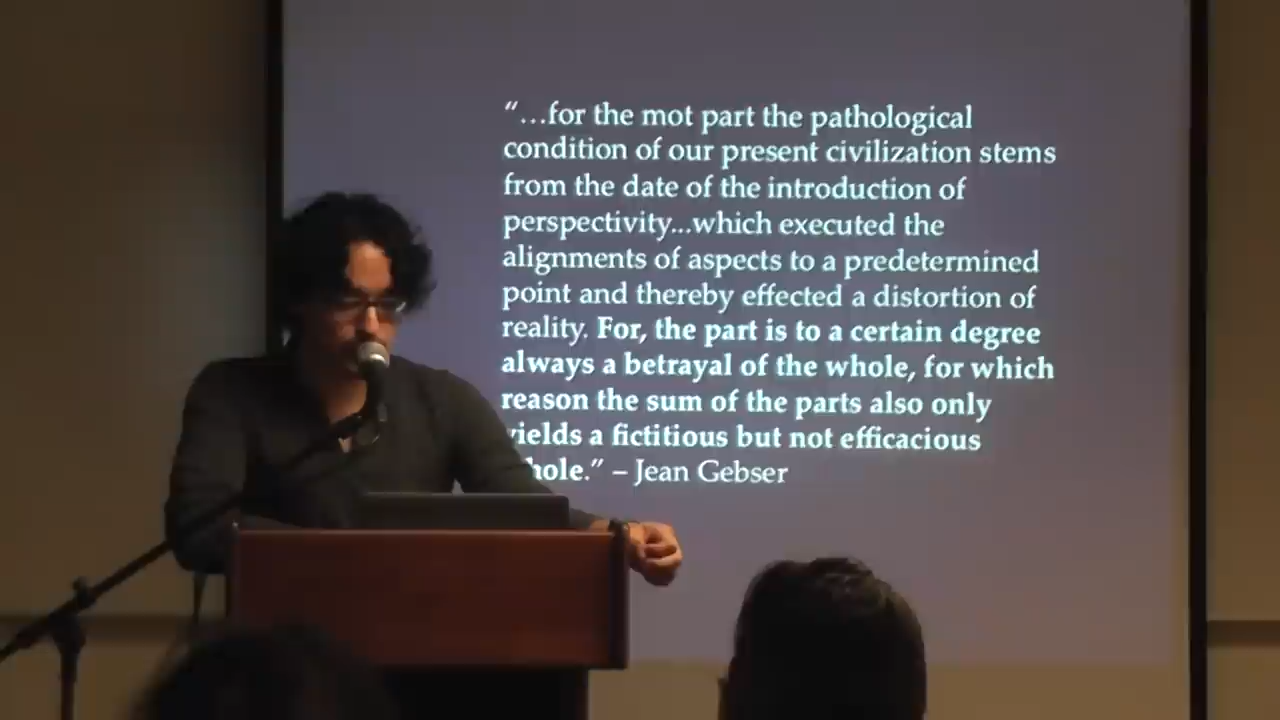 “...for the mot part the pathological
condition of our present civilization stems
from the date of the introduction of
perspectivity...which executed the
alignments of aspects to a predetermined
point and thereby effected a distortion of
reality. For, the part is to a certain degree
always a betrayal of the whole, for which
reason the sum of the parts also only
yields a fictitious but not efficacious
whole.” – Jean Gebser